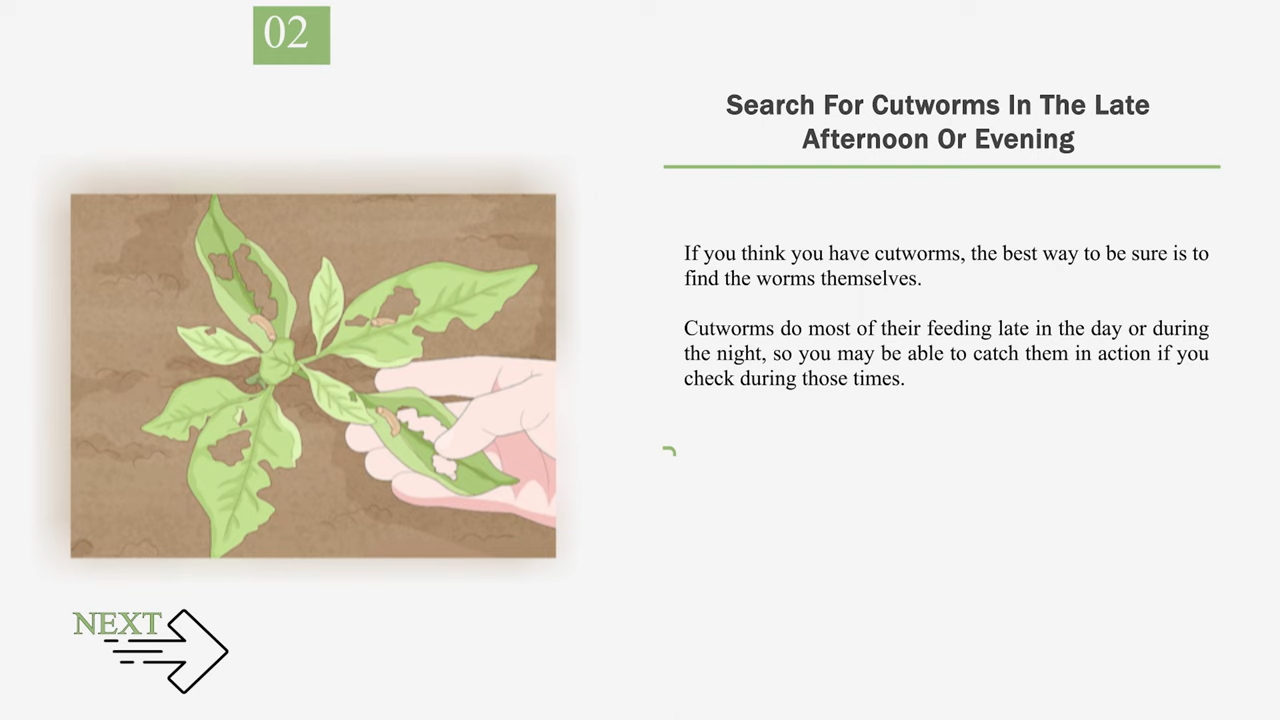 02
Search For Cutworms In The Late
Afternoon Or Evening
If you think you have cutworms, the best way to be sure is to
find the worms themselves.
Cutworms do most of their feeding late in the day or during
the night, so you may be able to catch them in action if you
check during those times.
NEXT